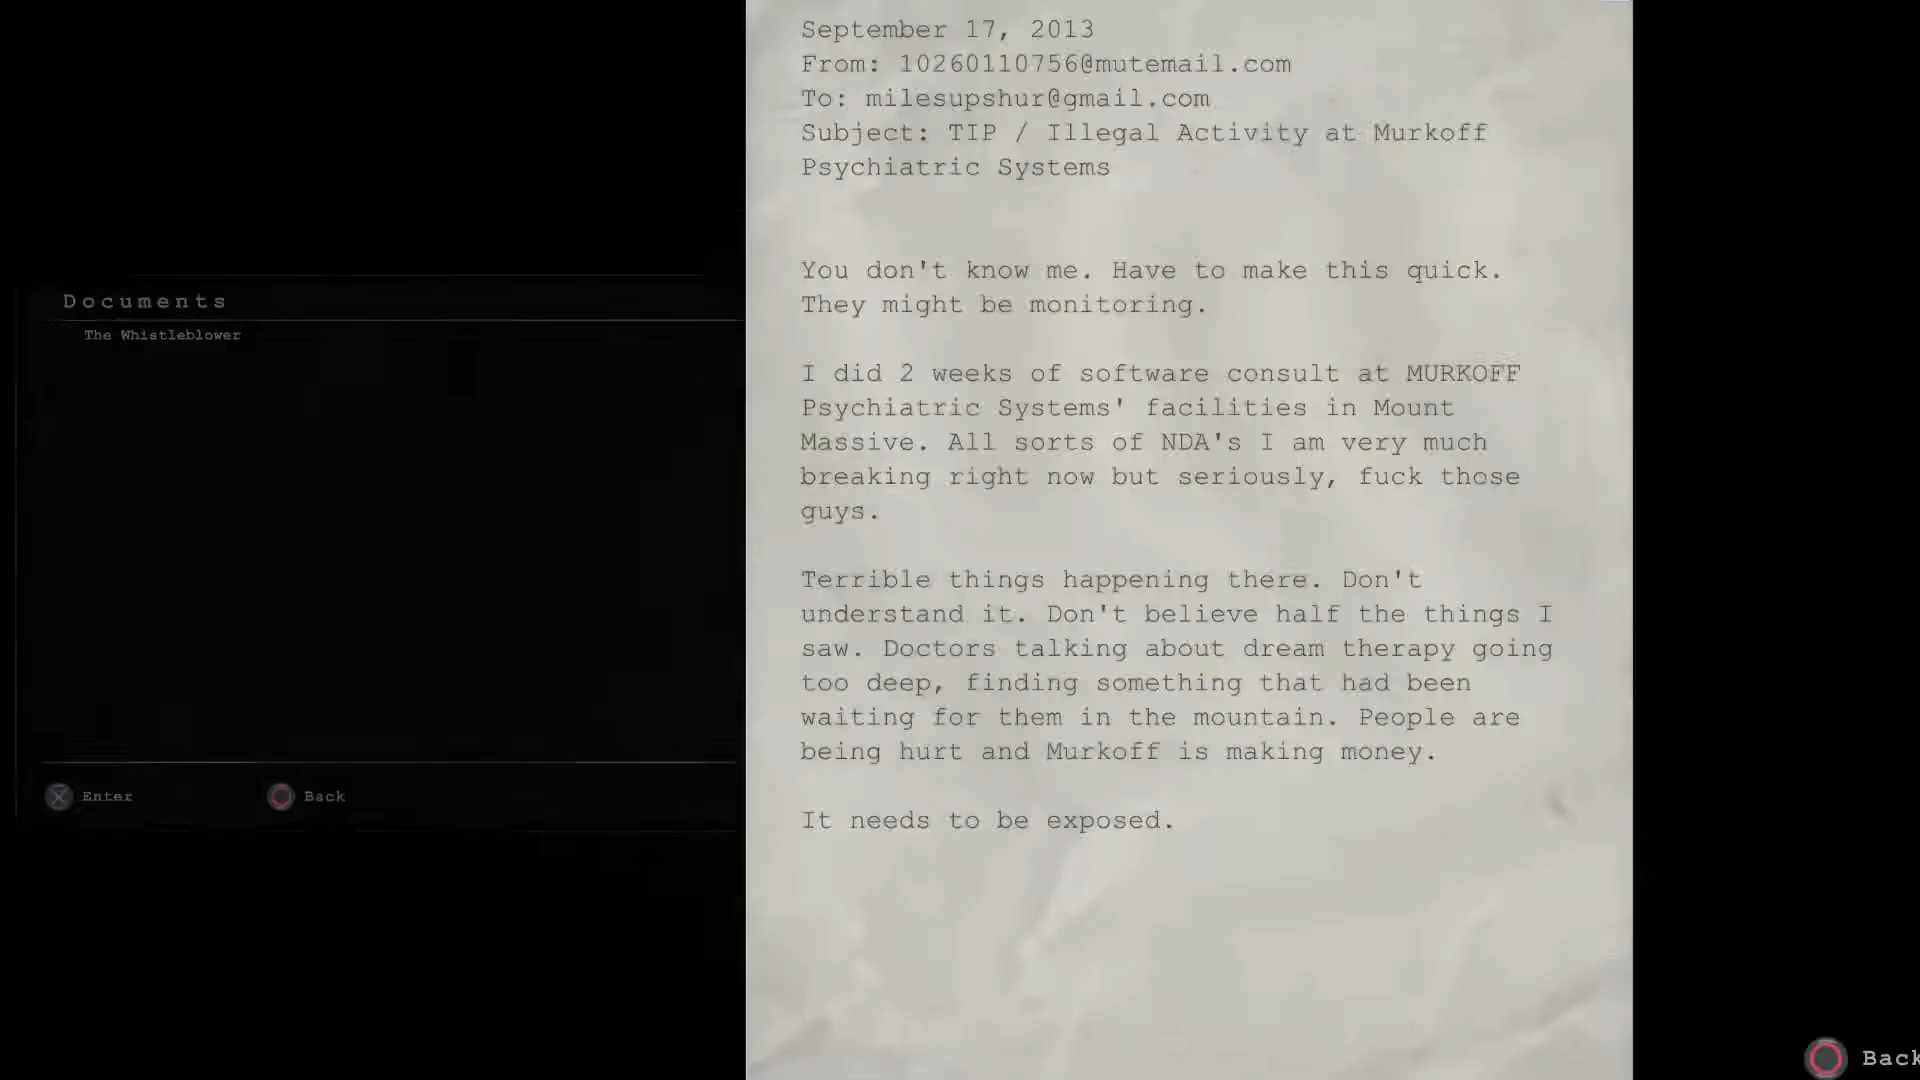 Documents
The Whistleblower
Enter
Back
September 17, 2013
From: 10260110756@mutemail.com
To: milesupshur@gmail.com
Subject: TIP / Illegal Activity at Murkoff
Psychiatric Systems
You don't know me. Have to make this quick.
They might be monitoring.
I did 2 weeks of software consult at MURKOFF
Psychiatric Systems' facilities in Mount
Massive. All sorts of NDA's I am very much
breaking right now but seriously, fuck those
guys.
Terrible things happening there. Don't
understand it. Don't believe half the things I
saw. Doctors talking about dream therapy going
too deep, finding something that had been
waiting for them in the mountain. People are
being hurt and Murkoff is making money.
It needs to be exposed.
Back